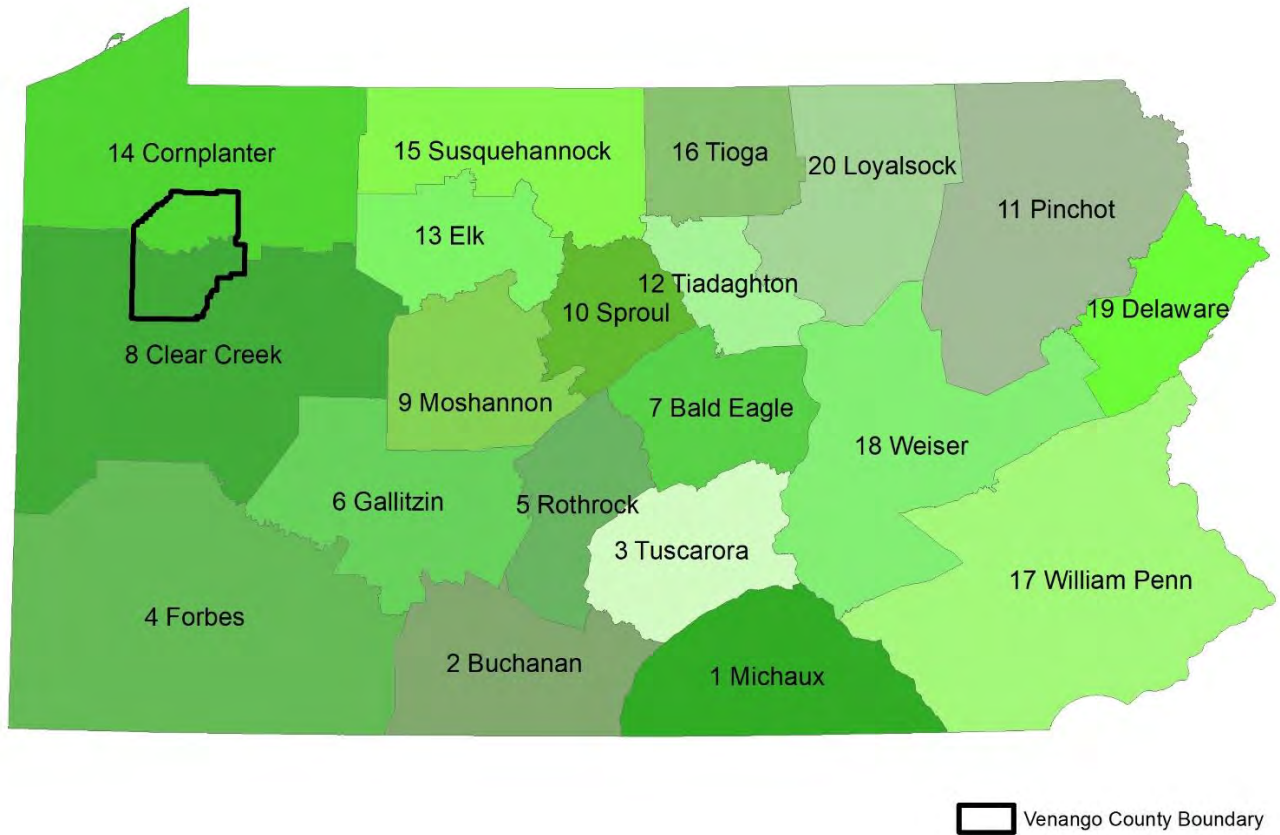 14 Cornplanter
15 Susquehannock
16 Tioga
20 Loyalsock
11 Pinchot
13 Elk
12 Tiadaghton
10 Sproul
19 Delaware
8 Clear Creek
9 Moshannon
7 Bald Eagle
18 Weiser
6 Gallitzin
5 Rothrock
3 Tuscarora
17 William Penn
4 Forbes
2 Buchanan
1 Michaux
Venango County Boundary